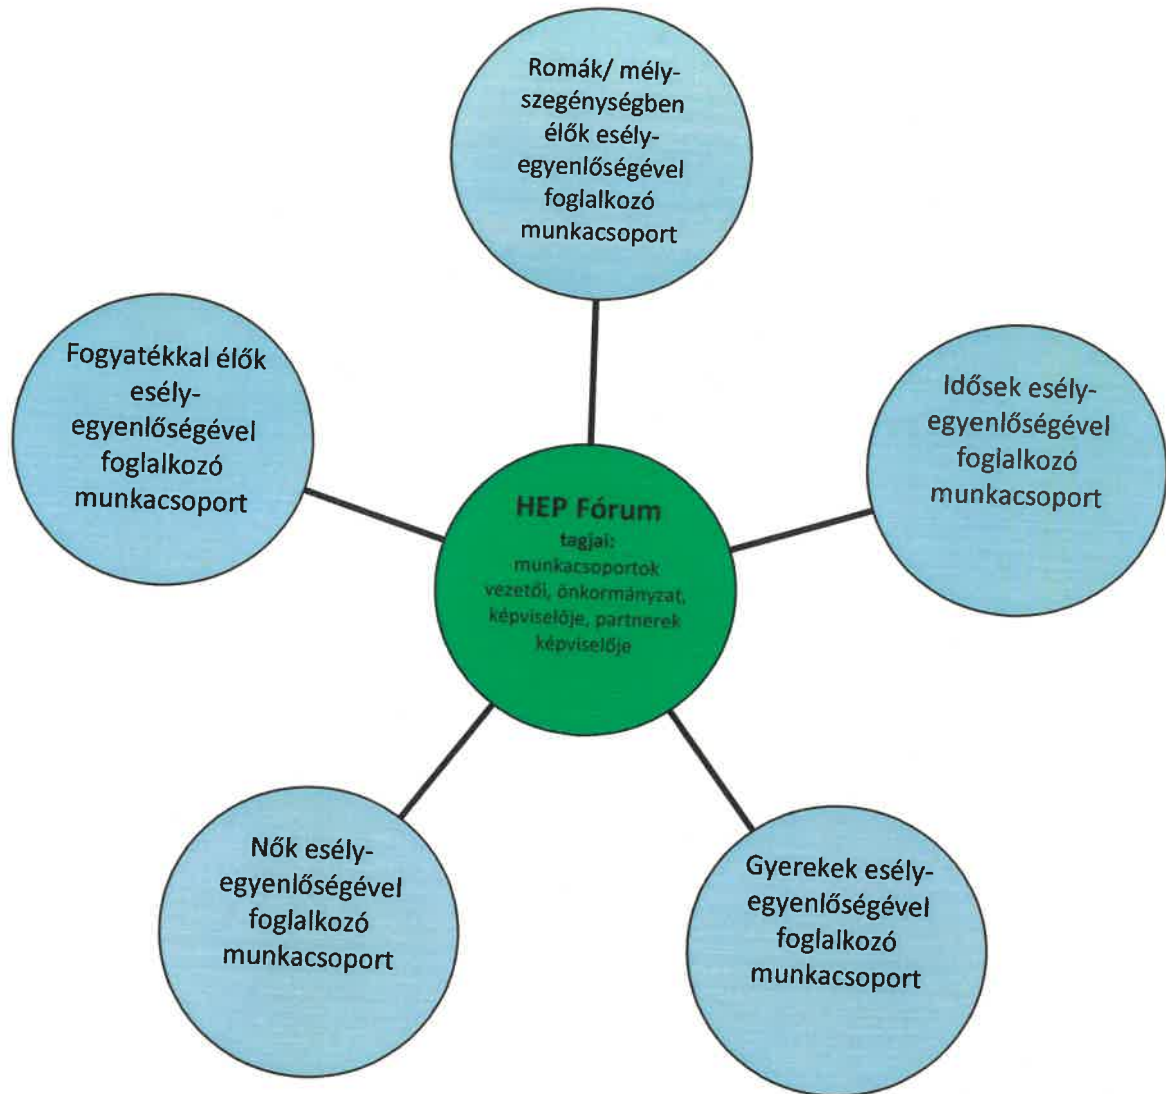 Romák/ mély-
szegénységben
élők esély-
egyenlőségével
foglalkozó
munkacsoport
Fogyatékkal élők
esély-
egyenlőségével
foglalkozó
munkacsoport
Idősek esély-
egyenlőségével
foglalkozó
munkacsoport
HEP Fórum
tagjai:
munkacsoportok
vezetői, önkormányzat,
képviselője, partnerek
képviselője
Nők esély-
egyenlőségével
foglalkozó
munkacsoport
Gyerekek esély-
egyenlőségével
foglalkozó
munkacsoport